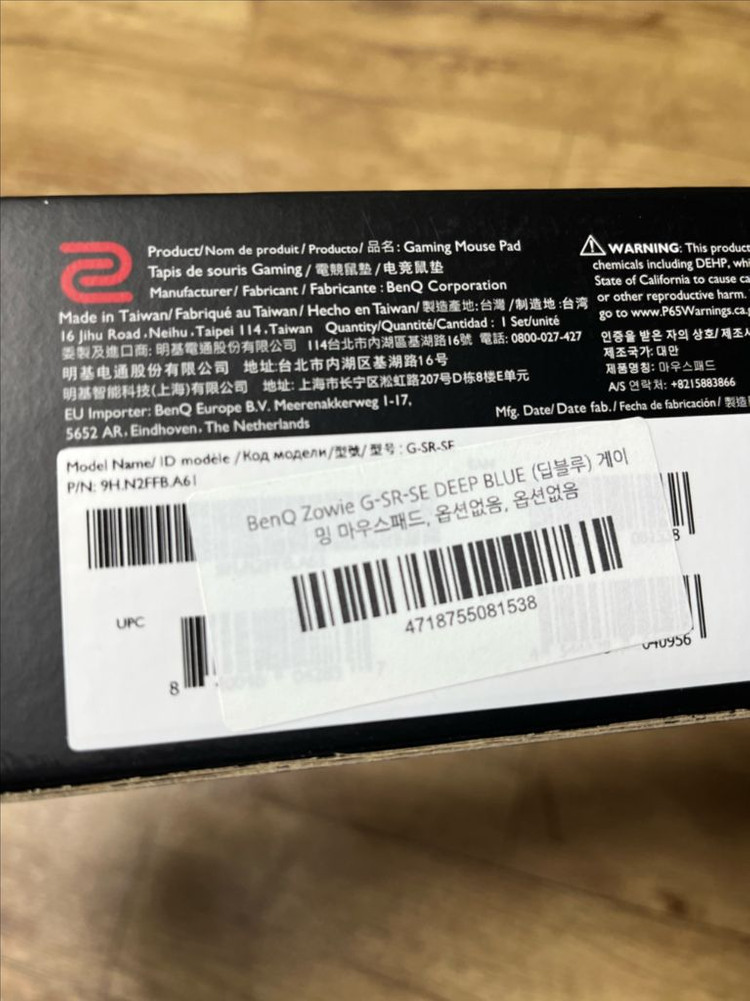 Product/Nom de produit/Producto/品名: Gaming Mouse Pad
Tapis de souris Gaming/電競鼠墊/电竞鼠垫
Manufacturer/Fabricant/Fabricante: BenQ Corporation
Made in Taiwan/Fabriqué au Taiwan/Hecho en Taiwan/製造產地:台灣/制造地:台湾
16 Jihu Road,Neihu,Taipei 114,Taiwan Quantity/Quantité/Cantidad: 1 Set/unité
委製及進口商: 明基電通股份有限公司 114台北市內湖區基湖路16號 電話: 0800-027-427
明基电通股份有限公司 地址:台北市内湖区基湖路16号
明基智能科技(上海)有限公司 地址: 上海市长宁区淞虹路207号D栋8楼E单元
EU Importer: BenQ Europe B.V. Meerenakkerweg 1-17,
5652 AR, Eindhoven, The Netherlands
WARNING: This product
chemicals including DEHP,
State of California to cause
or other reproductive harm.
go to www.P65Warnings.ca.
인증을 받은 자의 상호/
제조국가: 대만
제품명칭: 마우스패드
A/S 연락처: +8215883866
Mfg. Date/Date fab./Fecha de fabricación/製造
Model Name/ ID modèle /Код модели/型號/ 型号: G-SR-SE
P/N: 9H.N2FFB.A61
BenQ Zowie G-SR-SE DEEP BLUE (딥블루) 게이
밍 마우스패드, 옵션없음, 옵션없음
4718755081538
UPC
8
8
040956